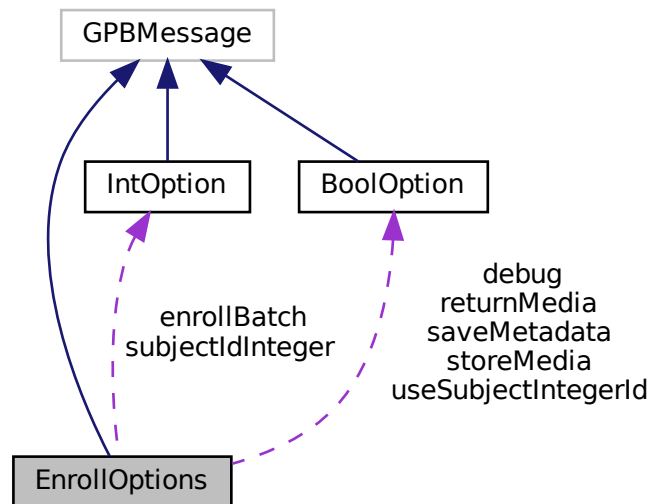 GPBMessage
IntOption
BoolOption
enrollBatch
subjectIdInteger
debug
returnMedia
saveMetadata
storeMedia
useSubjectIntegerId
EnrollOptions